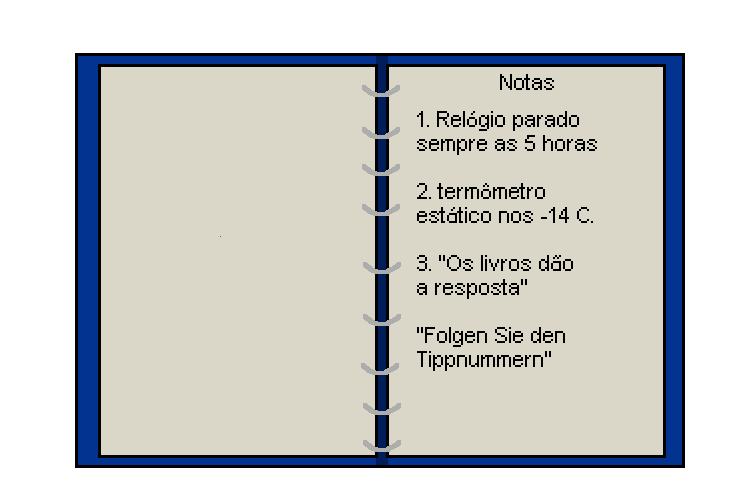 Notas
1. Relógio parado
sempre as 5 horas
2. termômetro
estático nos -14 C.
3. "Os livros dão
a resposta"
"Folgen Sie den
Tippnummern"